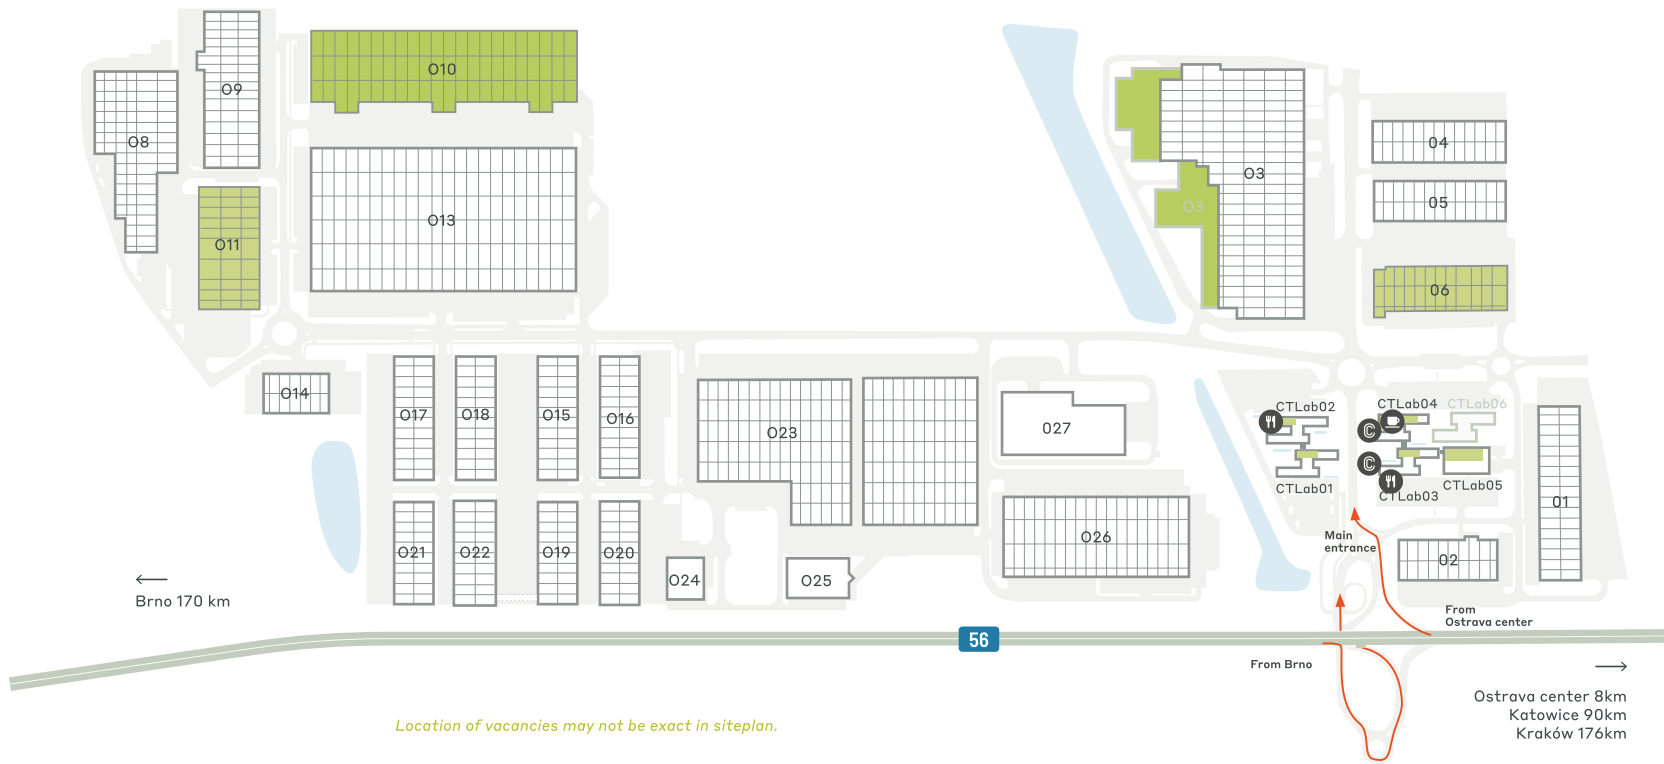 O9
O10
O8
O4
O3
O5
O3
O13
O11
O6
O14
O17
O18
O15
O16
O23
O27
CTLab02
CTLab04
CTLab06
C
C
CTLab01
CTLab03
CTLab05
O1
O21
O22
O19
O20
O24
O25
O26
Main
entrance
O2
Brno 170 km
From
Ostrava center
56
From Brno
Ostrava center 8km
Katowice 90km
Kraków 176km
Location of vacancies may not be exact in siteplan.